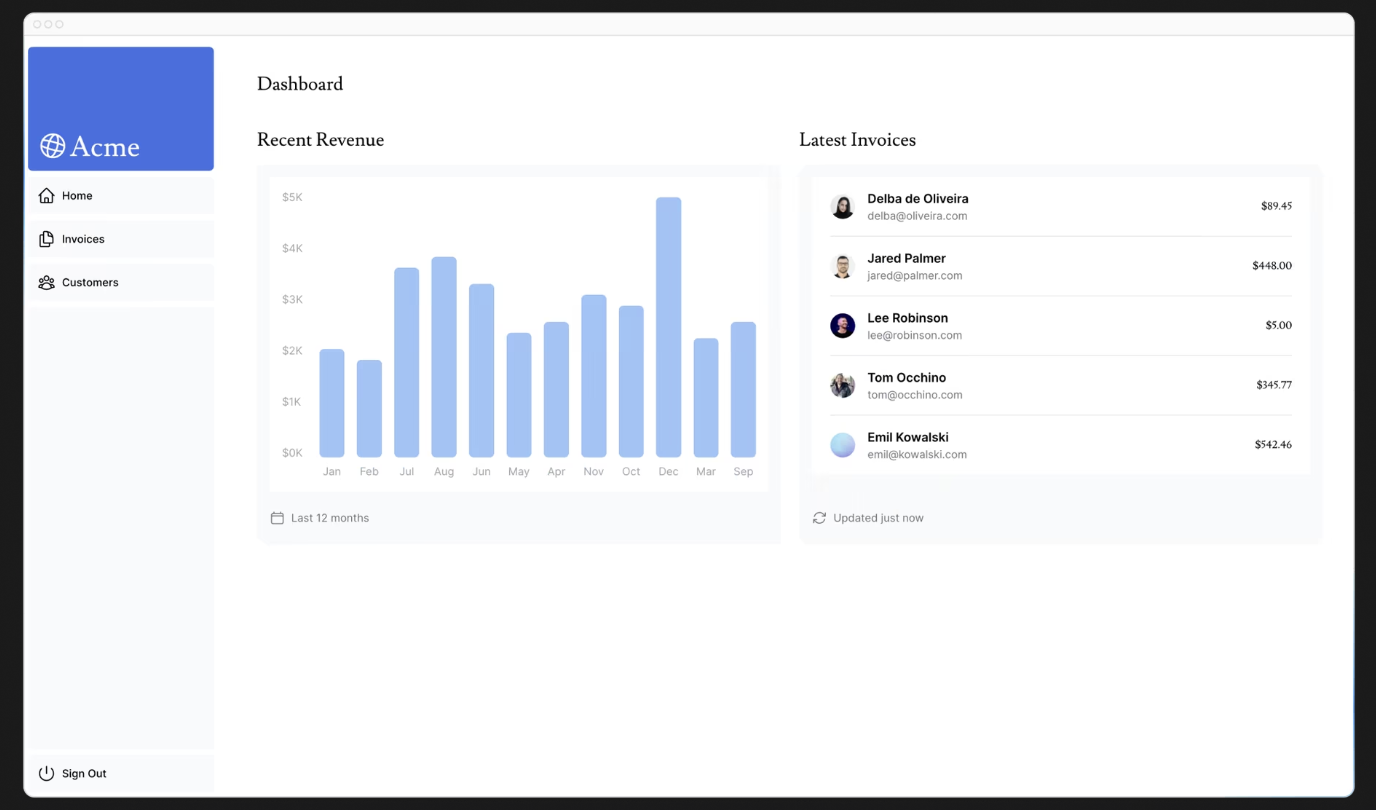 Acme
Home
Invoices
Customers
Sign Out
Dashboard
Recent Revenue
$5K
$4K
$3K
$2K
$1K
$0K
Jan Feb Jul Aug Jun May Apr Nov Oct Dec Mar Sep
Last 12 months
Latest Invoices
Delba de Oliveira
delba@oliveira.com
$89.45
Jared Palmer
jared@palmer.com
$448.00
Lee Robinson
lee@robinson.com
$5.00
Tom Occhino
tom@occhino.com
$345.77
Emil Kowalski
emil@kowalski.com
$542.46
Updated just now